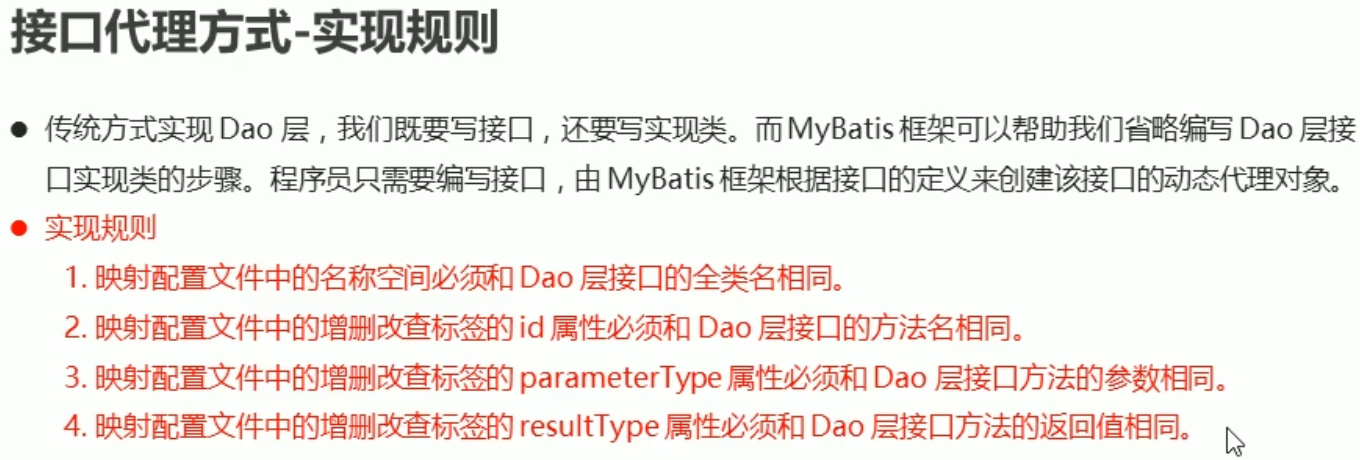 接口代理方式-实现规则
● 传统方式实现 Dao 层，我们既要写接口，还要写实现类。而 MyBatis 框架可以帮助我们省略编写 Dao 层接
口实现类的步骤。程序员只需要编写接口，由 MyBatis 框架根据接口的定义来创建该接口的动态代理对象。
● 实现规则
1. 映射配置文件中的名称空间必须和 Dao 层接口的全类名相同。
2. 映射配置文件中的增删改查标签的 id 属性必须和 Dao 层接口的方法名相同。
3. 映射配置文件中的增删改查标签的 parameterType 属性必须和 Dao 层接口方法的参数相同。
4. 映射配置文件中的增删改查标签的 resultType 属性必须和 Dao 层接口方法的返回值相同。